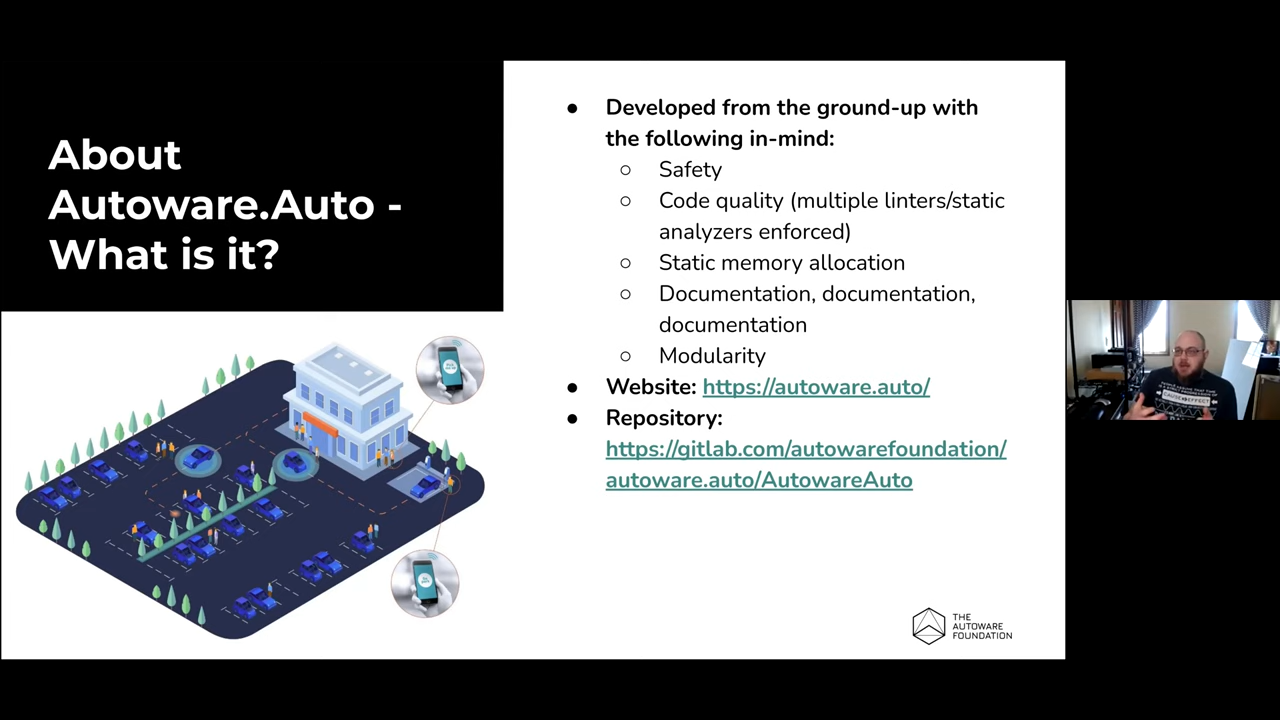 About
Autoware.Auto -
What is it?
● Developed from the ground-up with
the following in-mind:
○ Safety
○ Code quality (multiple linters/static
analyzers enforced)
○ Static memory allocation
○ Documentation, documentation,
documentation
○ Modularity
● Website: https://autoware.auto/
● Repository:
https://gitlab.com/autowarefoundation/
autoware.auto/AutowareAuto
THE
AUTOWARE
FOUNDATION
CAUSE EFFECT